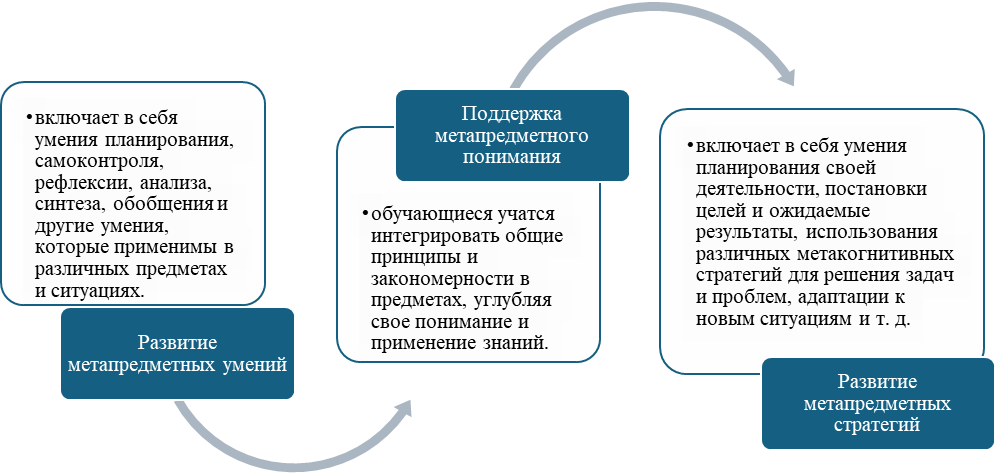 •включает в себя
умения планирования,
самоконтроля,
рефлексии, анализа,
синтеза, обобщения и
другие умения,
которые применимы в
различных предметах
и ситуациях.
Развитие
метапредметных умений
Поддержка
метапредметного
понимания
•обучающиеся учатся
интегрировать общие
принципы и
закономерности в
предметах, углубляя
свое понимание и
применение знаний.
•включает в себя умения
планирования своей
деятельности, постановки
целей и ожидаемые
результаты, использования
различных метакогнитивных
стратегий для решения задач
и проблем, адаптации к
новым ситуациям и т. д.
Развитие
метапредметных
стратегий